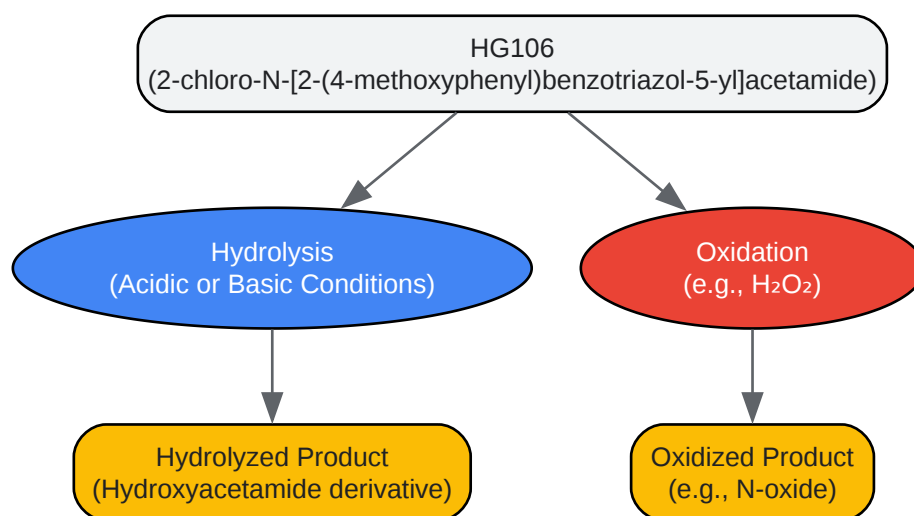 HG106
(2-chloro-N-[2-(4-methoxyphenyl)benzotriazol-5-yl]acetamide)
Hydrolysis
(Acidic or Basic Conditions)
Oxidation
(e.g., H₂O₂)
Hydrolyzed Product
(Hydroxyacetamide derivative)
Oxidized Product
(e.g., N-oxide)